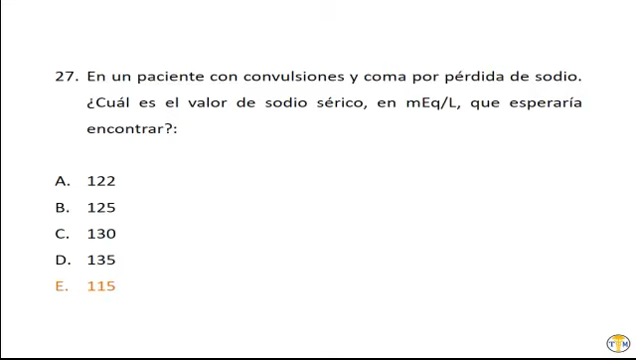 27. En un paciente con convulsiones y coma por pérdida de sodio.
¿Cuál es el valor de sodio sérico, en mEq/L, que esperaría
encontrar?:
A. 122
B. 125
C. 130
D. 135
E. 115
TTM